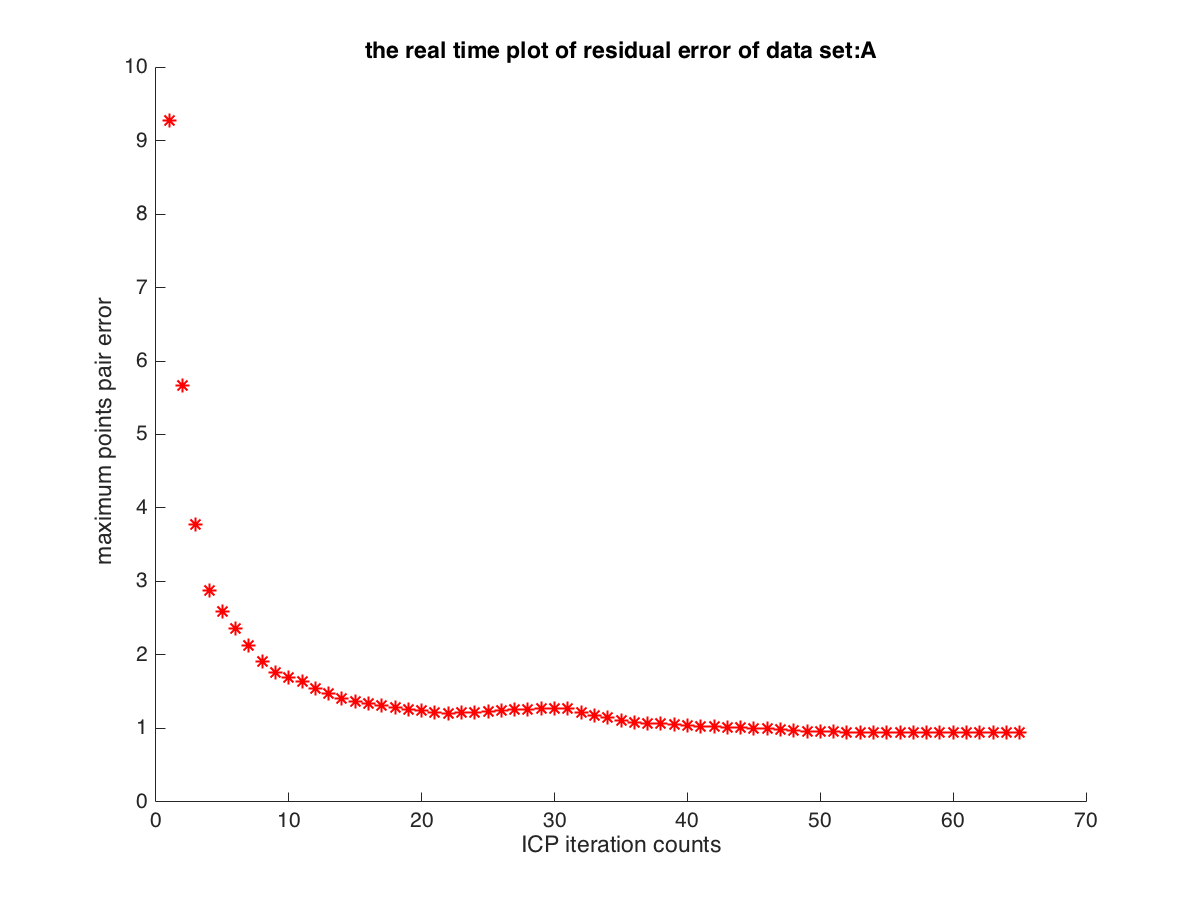 the real time plot of residual error of data set:A
10
9
8
7
6
5
4
3
2
1
0
maximum points pair error
0 10 20 30 40 50 60 70
ICP iteration counts